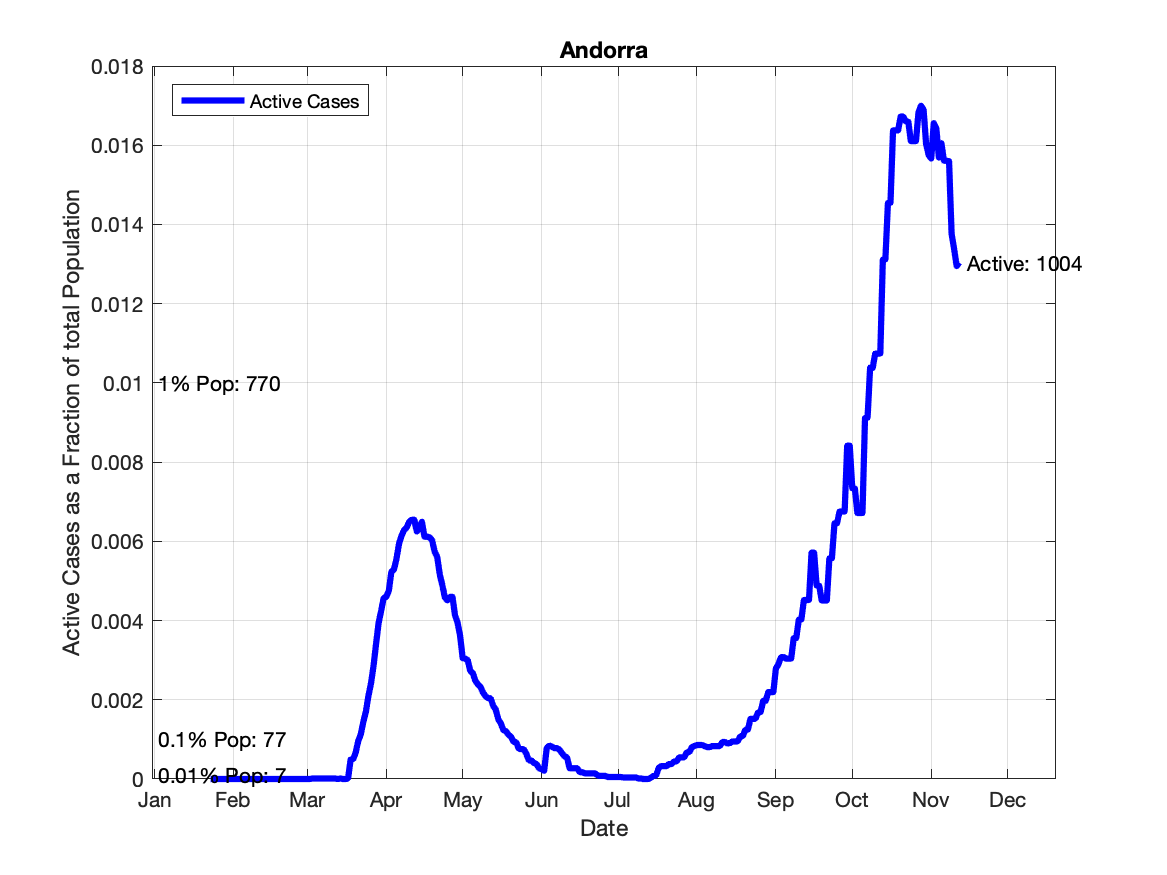 Andorra
Active Cases
Active Cases as a Fraction of total Population
0.018
0.016
0.014
0.012
0.01
0.008
0.006
0.004
0.002
0
Active: 1004
1% Pop: 770
0.1% Pop: 77
0.01% Pop: 7
Jan Feb Mar Apr May Jun Jul Aug Sep Oct Nov Dec
Date